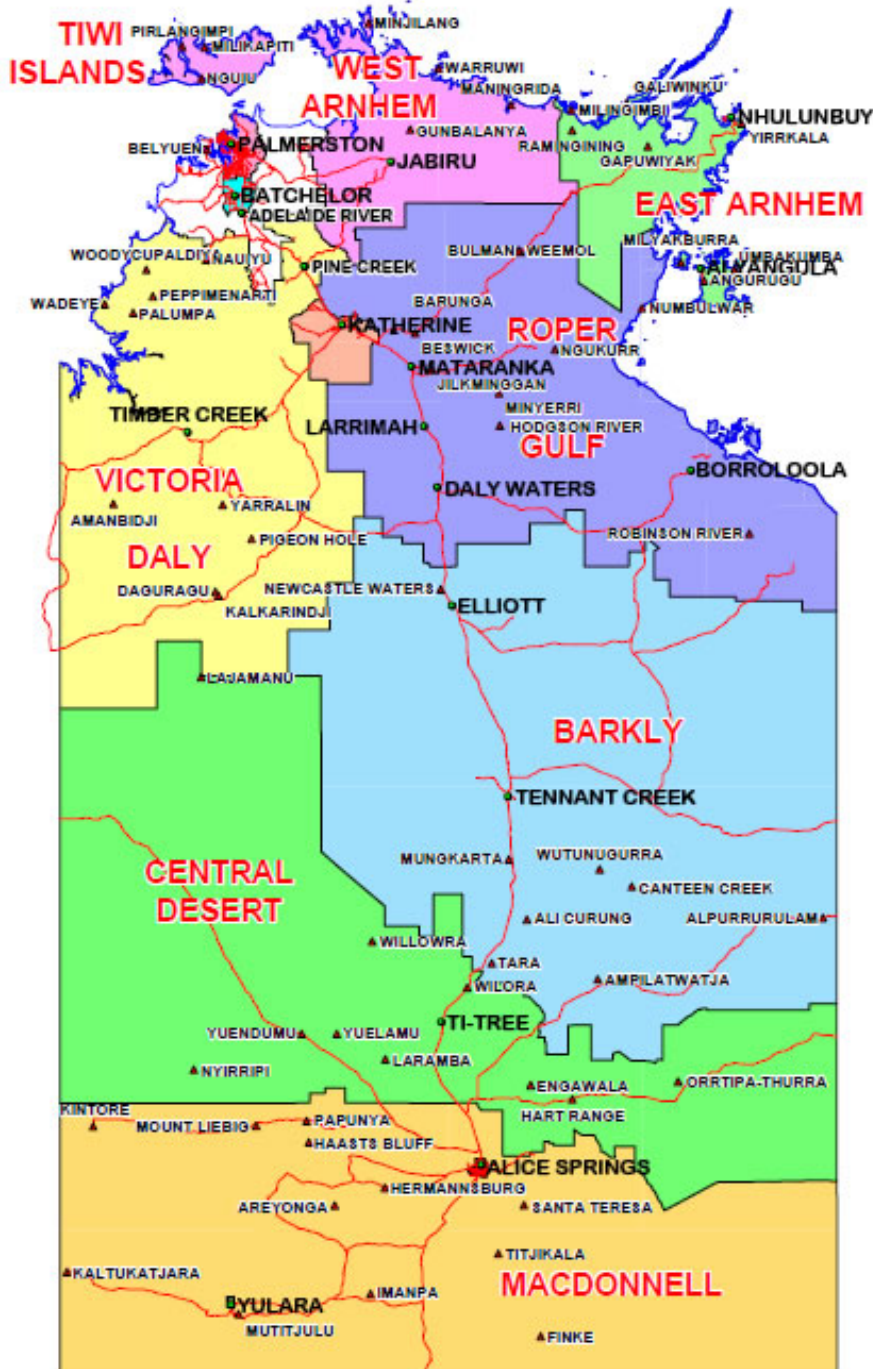 MINJILANG
TIWI
ISLANDS
PIRLANGIMPI
MILIKAPITI
NGUIU
WEST
ARNHEM
WARRUWI
MANINGRIDA
GALIWINKU
MILINGIMBI
NHULUNBUY
YIRRKALA
GUNBALANYA
RAMINGINING
GAPUWIYAK
BELYUEN
PALMERSTON
JABIRU
BATCHELOR
ADELAIDE RIVER
EAST ARNHEM
MILYAKBURRA
UMBAKUMBA
ALYANGULA
ANGURUGU
BULMAN
WEEMOL
WOODYCUPALDIYA
NAUIYU
PINE CREEK
PEPPIMENARTI
WADEYE
PALUMPA
BARUNGA
NUMBULWAR
KATHERINE
ROPER
GULF
BESWICK
NGUKURR
MATARANKA
JILKMINGGAN
MINYERRI
HODGSON RIVER
TIMBER CREEK
LARRIMAH
BORROLOOLA
VICTORIA
DALY
DALY WATERS
YARRALIN
AMANBIDJI
PIGEON HOLE
ROBINSON RIVER
DAGURAGU
KALKARINDJI
NEWCASTLE WATERS
ELLIOTT
LAJAMANU
BARKLY
TENNANT CREEK
MUNGKARTA
WUTUNUGURRA
CENTRAL
DESERT
CANTEEN CREEK
ALI CURUNG
ALPURRURULAM
WILLOWRA
TARA
AMPILATWATJA
WILORA
TI-TREE
YUENDUMU
YUELAMU
LARAMBA
NYIRRIPI
ENGAWALA
ORRTIPA-THURRA
HART RANGE
KINTORE
MOUNT LIEBIG
PAPUNYA
HAASTS BLUFF
ALICE SPRINGS
HERMANNSBURG
AREYONGA
SANTA TERESA
TITJIKALA
KALTUKATJARA
MACDONNELL
IMANPA
YULARA
MUTITJULU
FINKE